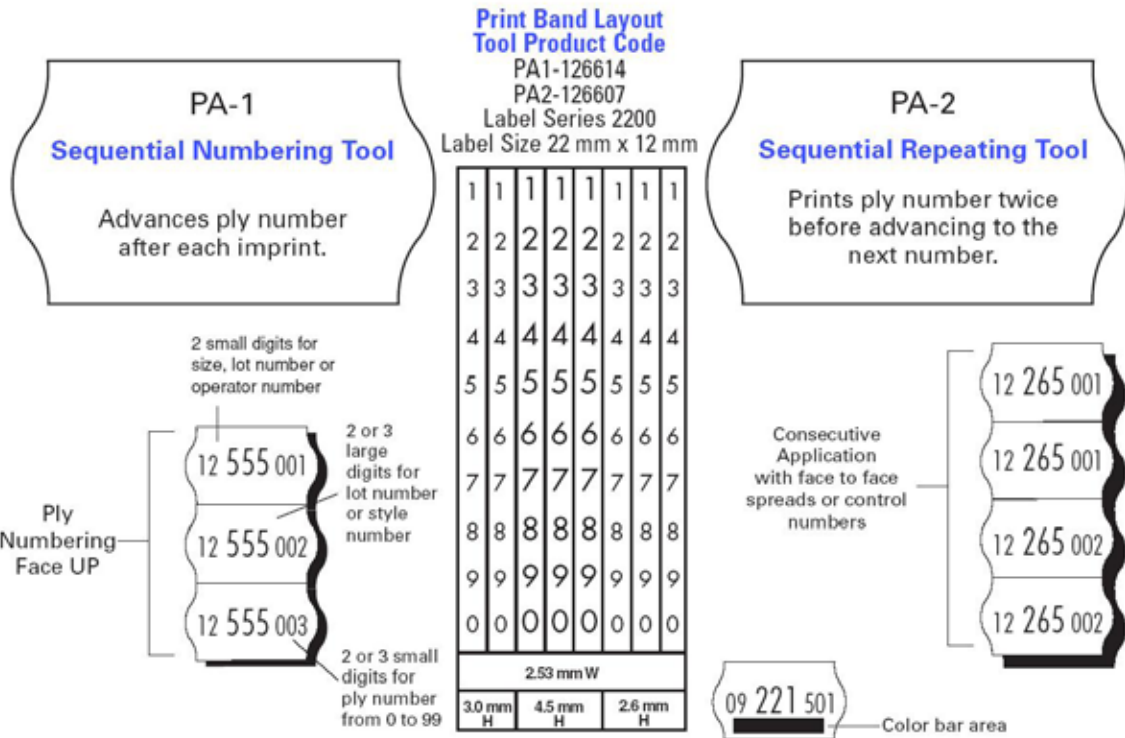 Print Band Layout
Tool Product Code
PA1-126614
PA2-126607
Label Series 2200
Label Size 22 mm x 12 mm
PA-1
Sequential Numbering Tool
Advances ply number
after each imprint.
PA-2
Sequential Repeating Tool
Prints ply number twice
before advancing to the
next number.
1 1 1 1 1 1 1 1
2 2 2 2 2 2 2 2
3 3 3 3 3 3 3 3
4 4 4 4 4 4 4 4
5 5 5 5 5 5 5 5
6 6 6 6 6 6 6 6
7 7 7 7 7 7 7 7
8 8 8 8 8 8 8 8
9 9 9 9 9 9 9 9
0 0 0 0 0 0 0 0
2.53 mm W
3.0 mm H
4.5 mm H
2.6 mm H
2 small digits for
size, lot number or
operator number
2 or 3
large
digits for
lot number
or style
number
Ply
Numbering
Face UP
12 555 001
12 555 002
12 555 003
2 or 3 small
digits for
ply number
from 0 to 99
Consecutive
Application
with face to face
spreads or control
numbers
12 265 001
12 265 001
12 265 002
12 265 002
09 221 501
Color bar area